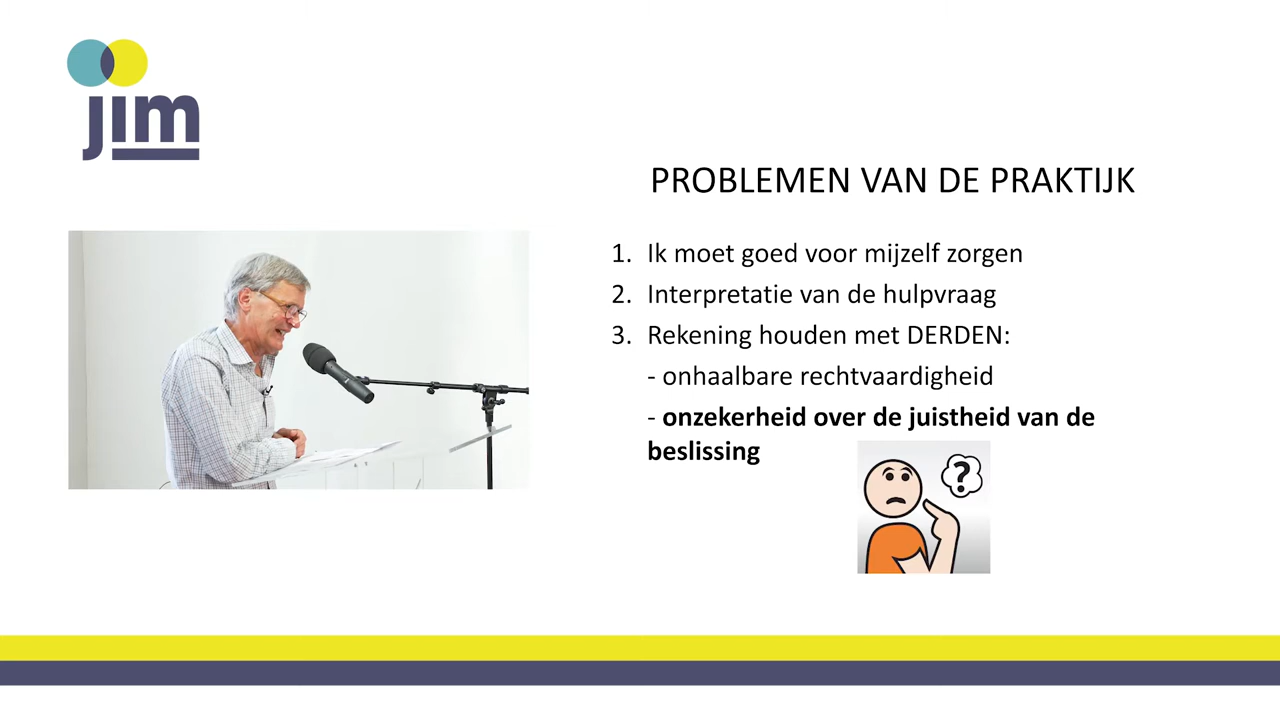 jim
PROBLEMEN VAN DE PRAKTIJK
1. Ik moet goed voor mijzelf zorgen
2. Interpretatie van de hulpvraag
3. Rekening houden met DERDEN:
- onhaalbare rechtvaardigheid
- onzekerheid over de juistheid van de
beslissing
?